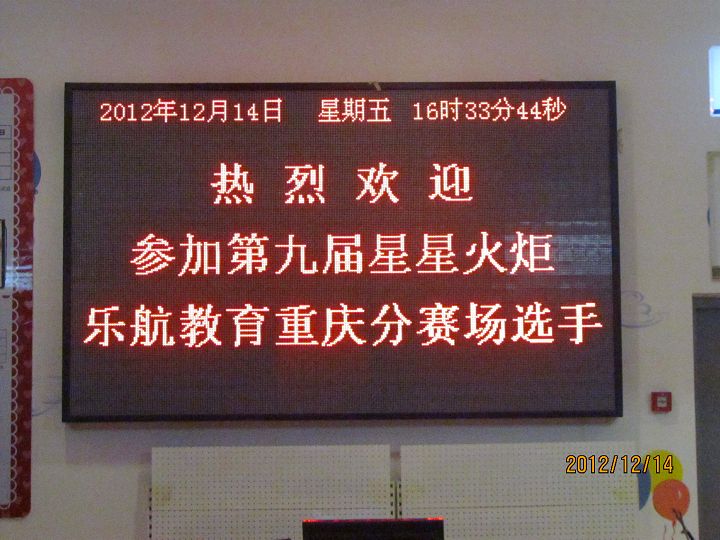 2012年12月14日 星期五 16时33分44秒
热烈欢迎
参加第九届星星火炬
乐航教育重庆分赛场选手
2012/12/14